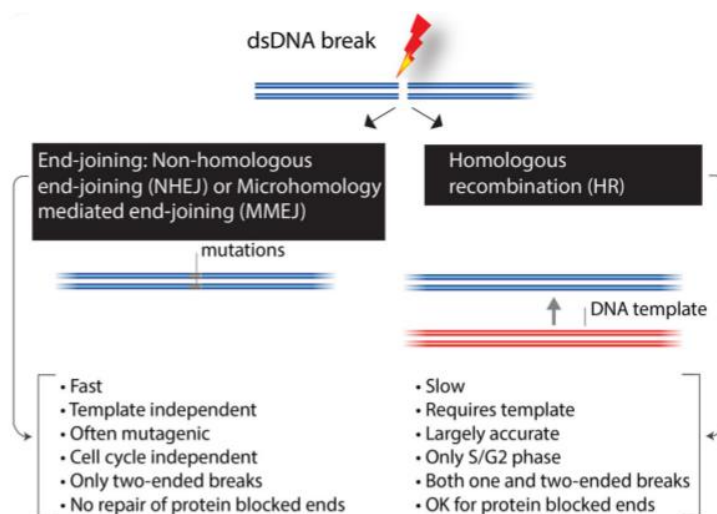 dsDNA break
End-joining: Non-homologous
end-joining (NHEJ) or Microhomology
mediated end-joining (MMEJ)
Homologous
recombination (HR)
mutations
DNA template
• Fast
• Template independent
• Often mutagenic
• Cell cycle independent
• Only two-ended breaks
• No repair of protein blocked ends
• Slow
• Requires template
• Largely accurate
• Only S/G2 phase
• Both one and two-ended breaks
• OK for protein blocked ends